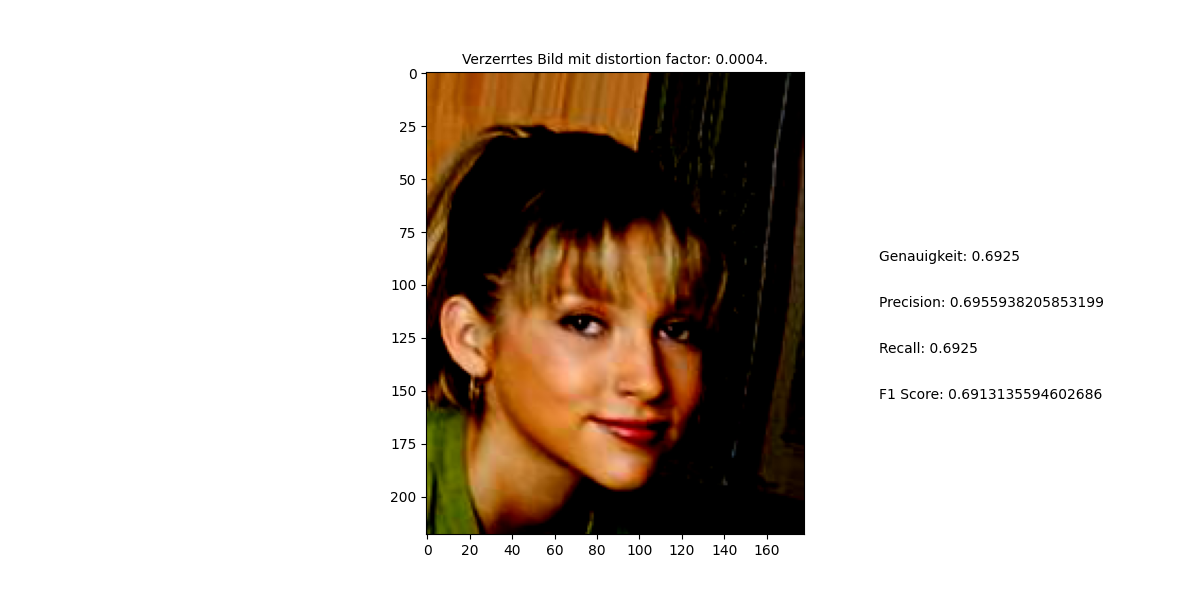 Verzerrtes Bild mit distortion factor: 0.0004.
0
25
50
75
100
125
150
175
200
0 20 40 60 80 100 120 140 160
Genauigkeit: 0.6925
Precision: 0.6955938205853199
Recall: 0.6925
F1 Score: 0.6913135594602686